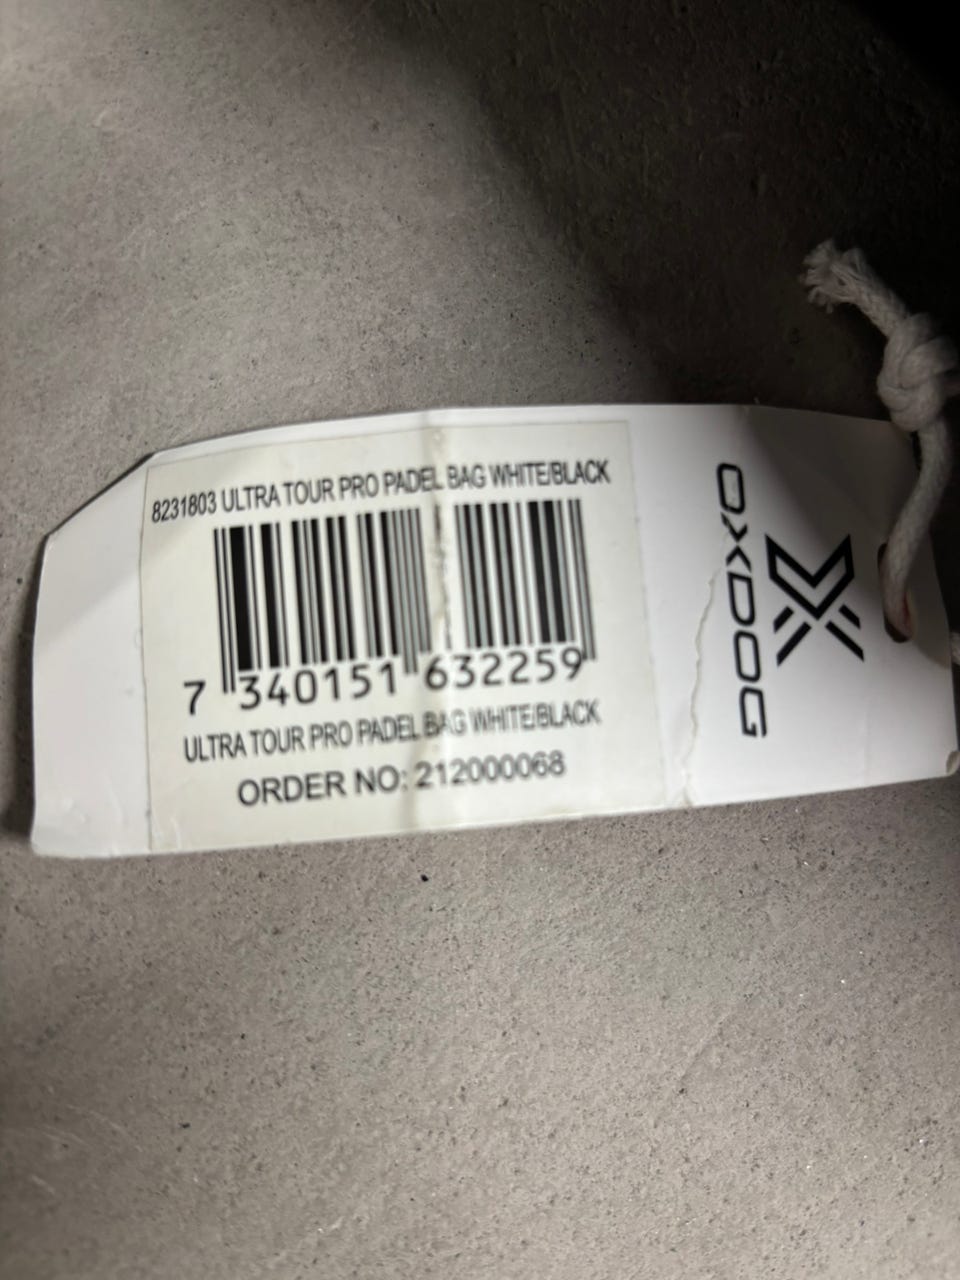 8231803 ULTRA TOUR PRO PADEL BAG WHITE/BLACK
7 340151 632259
ULTRA TOUR PRO PADEL BAG WHITE/BLACK
ORDER NO: 212000068
OXDOG